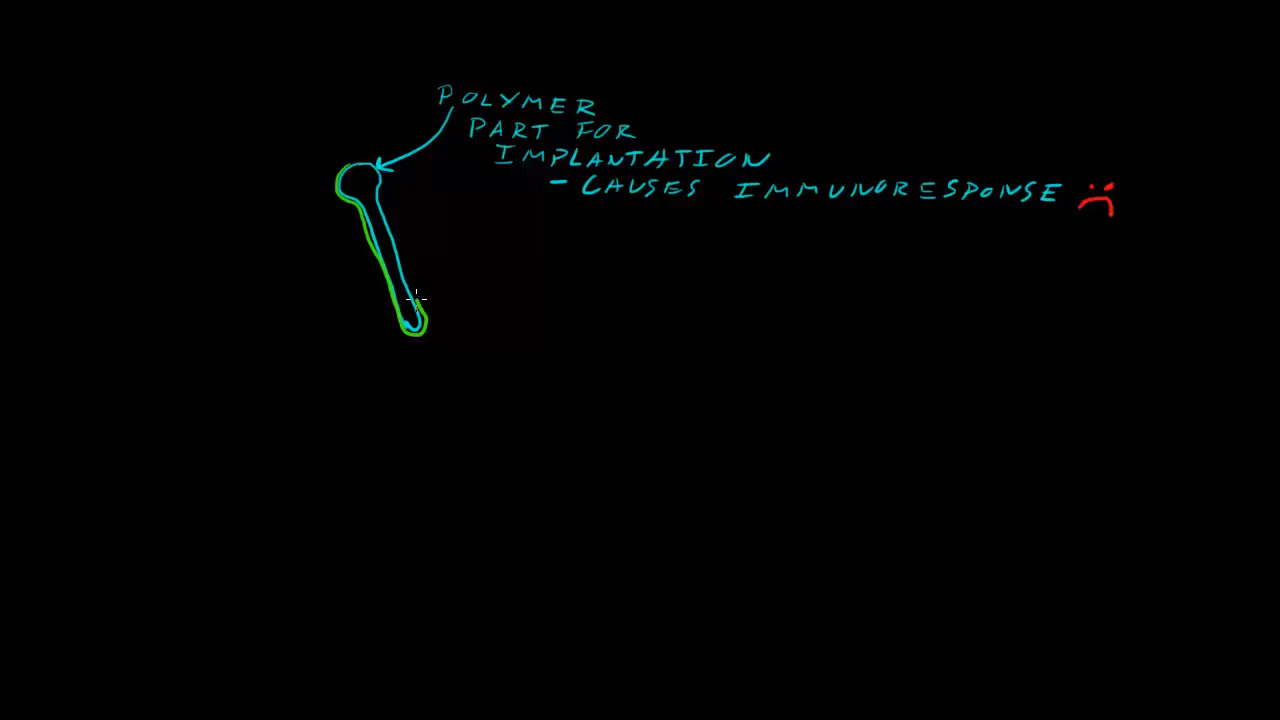 POLYMER
PART FOR
IMPLANTATION
- CAUSES IMMUNORESPONSE